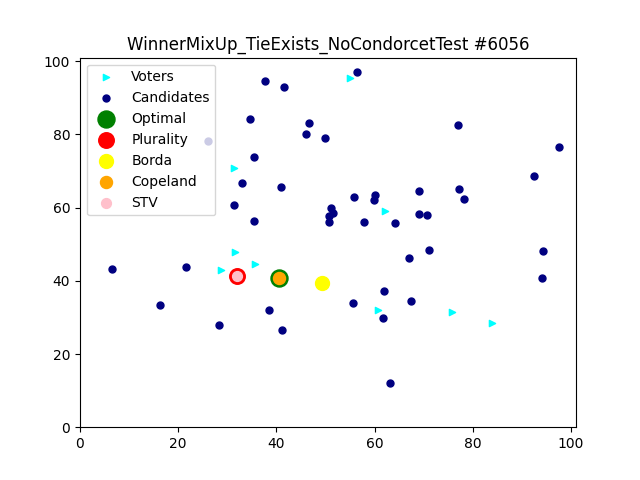 WinnerMixUp_TieExists_NoCondorcetTest #6056
Voters
Candidates
Optimal
Plurality
Borda
Copeland
STV
100
80
60
40
20
0
0 20 40 60 80 100